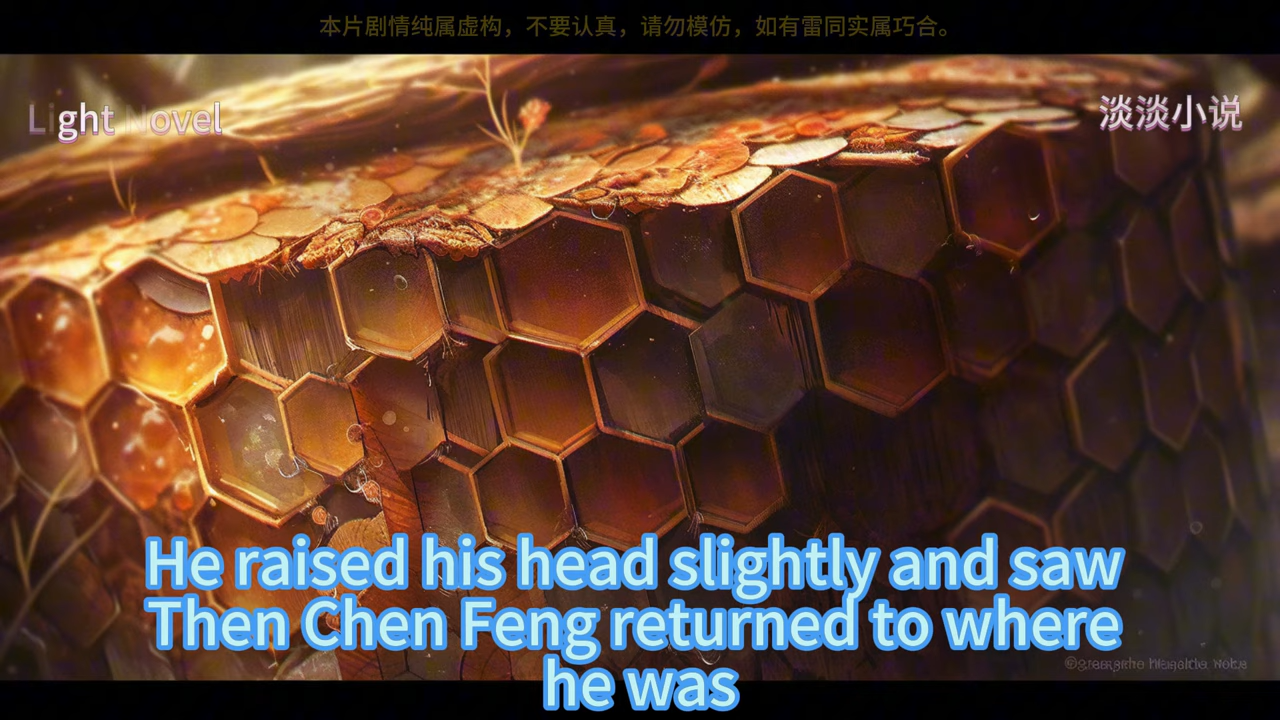 本片剧情纯属虚构，不要认真，请勿模仿，如有雷同实属巧合。
Light Novel
淡淡小说
He raised his head slightly and saw
Then Chen Feng returned to where
he was